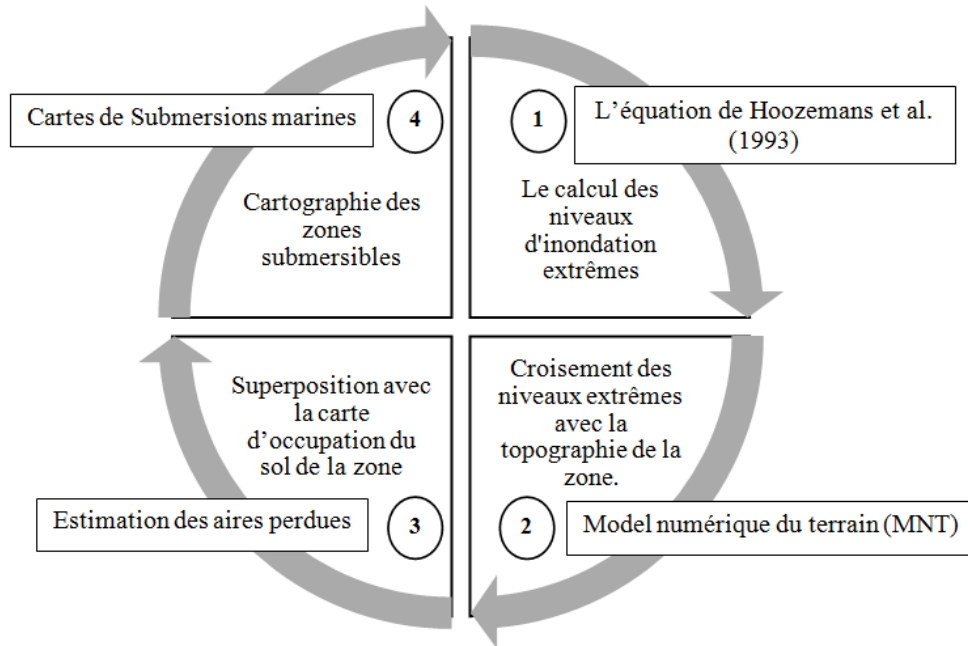 1
L'équation de Hoozemans et al.
(1993)
Le calcul des
niveaux
d'inondation
extrêmes
Croisement des
niveaux extrêmes
avec la
topographie de la
zone.
2
Model numérique du terrain (MNT)
Superposition avec
la carte
d'occupation du
sol de la zone
3
Estimation des aires perdues
4
Cartes de Submersions marines
Cartographie des
zones
submersibles